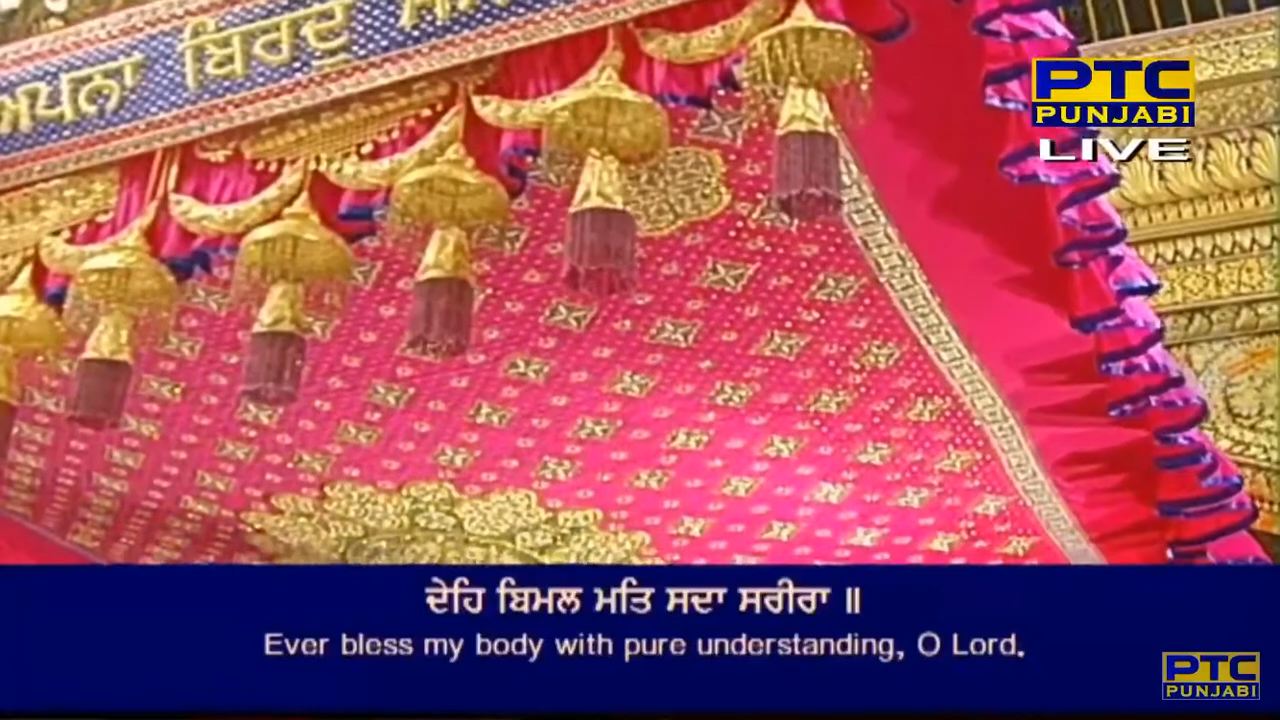 ਅਪਨਾ ਬਿਰਦੁ
PTC
PUNJABI
LIVE
ਦੇਹਿ ਬਿਮਲ ਮਤਿ ਸਦਾ ਸਰੀਰਾ ॥
Ever bless my body with pure understanding, O Lord.
PTC
PUNJABI